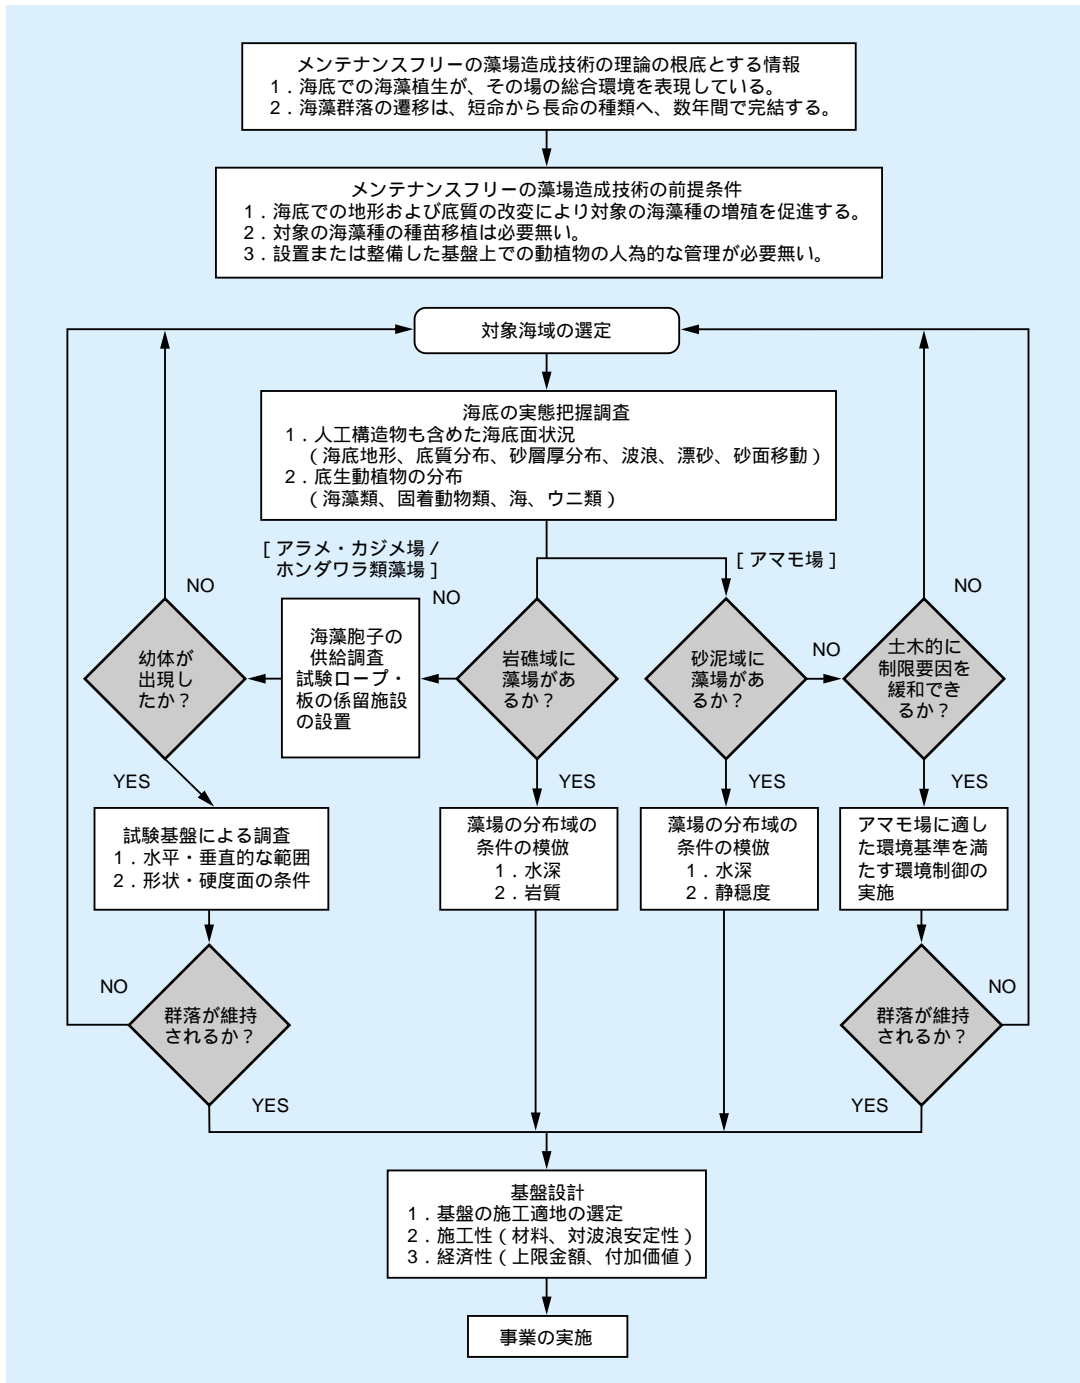 メンテナンスフリーの藻場造成技術の理論の根底とする情報
1．海底での海藻植生が、その場の総合環境を表現している。
2．海藻群落の遷移は、短命から長命の種類へ、数年間で完結する。
メンテナンスフリーの藻場造成技術の前提条件
1．海底での地形および底質の改変により対象の海藻種の増殖を促進する。
2．対象の海藻種の種苗移植は必要無い。
3．設置または整備した基盤上での動植物の人為的な管理が必要無い。
対象海域の選定
海底の実態把握調査
1．人工構造物も含めた海底面状況
（海底地形、底質分布、砂層厚分布、波浪、漂砂、砂面移動）
2．底生動植物の分布
（海藻類、固着動物類、海、ウニ類）
［アラメ・カジメ場／
ホンダワラ類藻場］
［アマモ場］
NO
NO
NO
NO
幼体が
出現し
たか？
海藻胞子の
供給調査
試験ロープ・
板の係留施設
の設置
岩礁域に
藻場があ
るか？
砂泥域に
藻場があ
るか？
土木的に
制限要因を
緩和でき
るか？
YES
YES
YES
YES
試験基盤による調査
1．水平・垂直的な範囲
2．形状・硬度面の条件
藻場の分布域の
条件の模倣
1．水深
2．岩質
藻場の分布域の
条件の模倣
1．水深
2．静穏度
アマモ場に適し
た環境基準を満
たす環境制御の
実施
NO
NO
群落が維持
されるか？
群落が維持
されるか？
YES
YES
基盤設計
1．基盤の施工適地の選定
2．施工性（材料、対波浪安定性）
3．経済性（上限金額、付加価値）
事業の実施